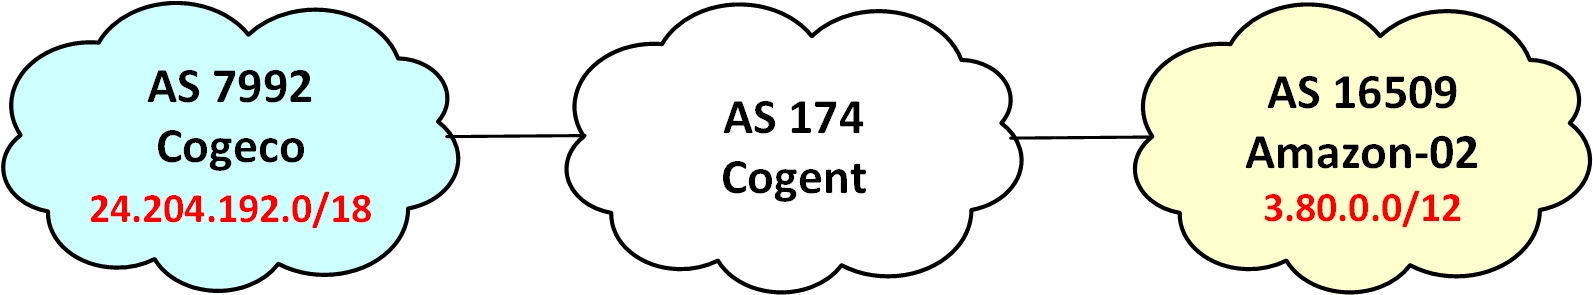 AS 7992
Cogeco
24.204.192.0/18
AS 174
Cogent
AS 16509
Amazon-02
3.80.0.0/12